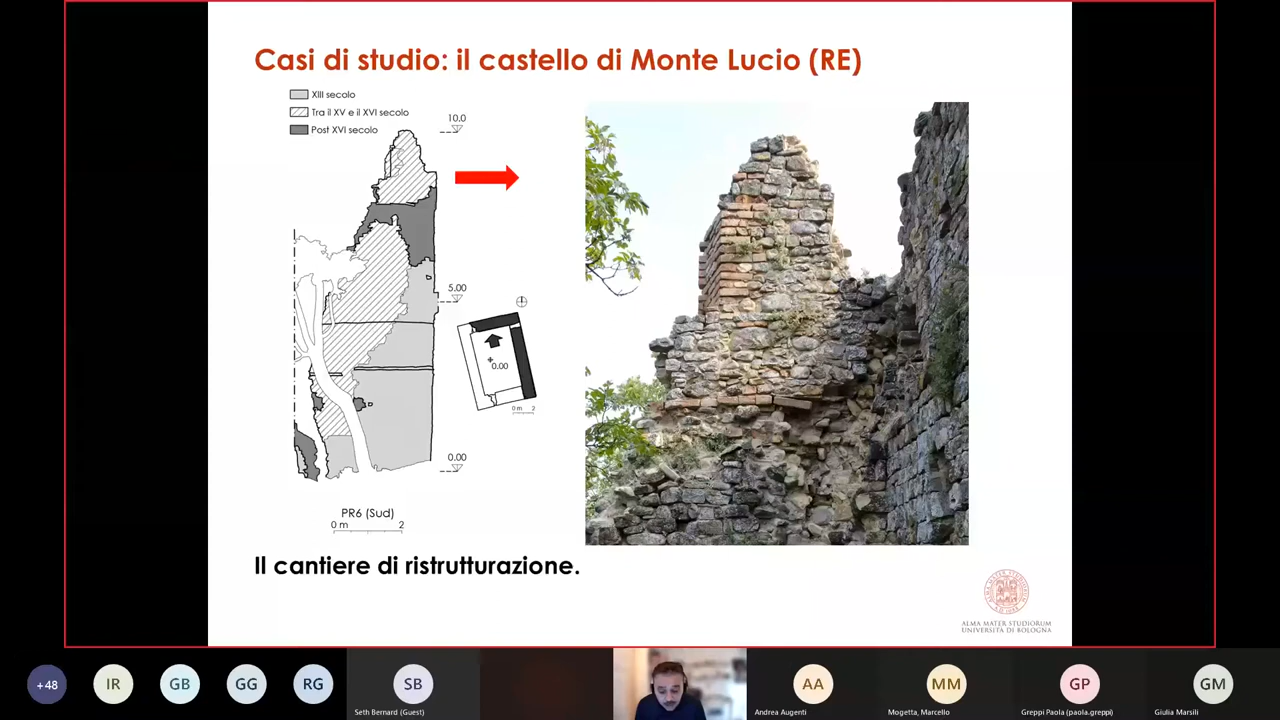 Casi di studio: il castello di Monte Lucio (RE)
XIII secolo
Tra il XV e il XVI secolo
Post XVI secolo
10.0
5.00
0.00
0 m 2
0.00
PR6 (Sud)
0 m 2
Il cantiere di ristrutturazione.
ALMA MATER STUDIORUM
UNIVERSITÀ DI BOLOGNA
+48
IR
GB
GG
RG
SB
Seth Bernard (Guest)
AA
Andrea Augenti
MM
Mogetta, Marcello
GP
Greppi Paola (paola.greppi)
GM
Giulia Marsili